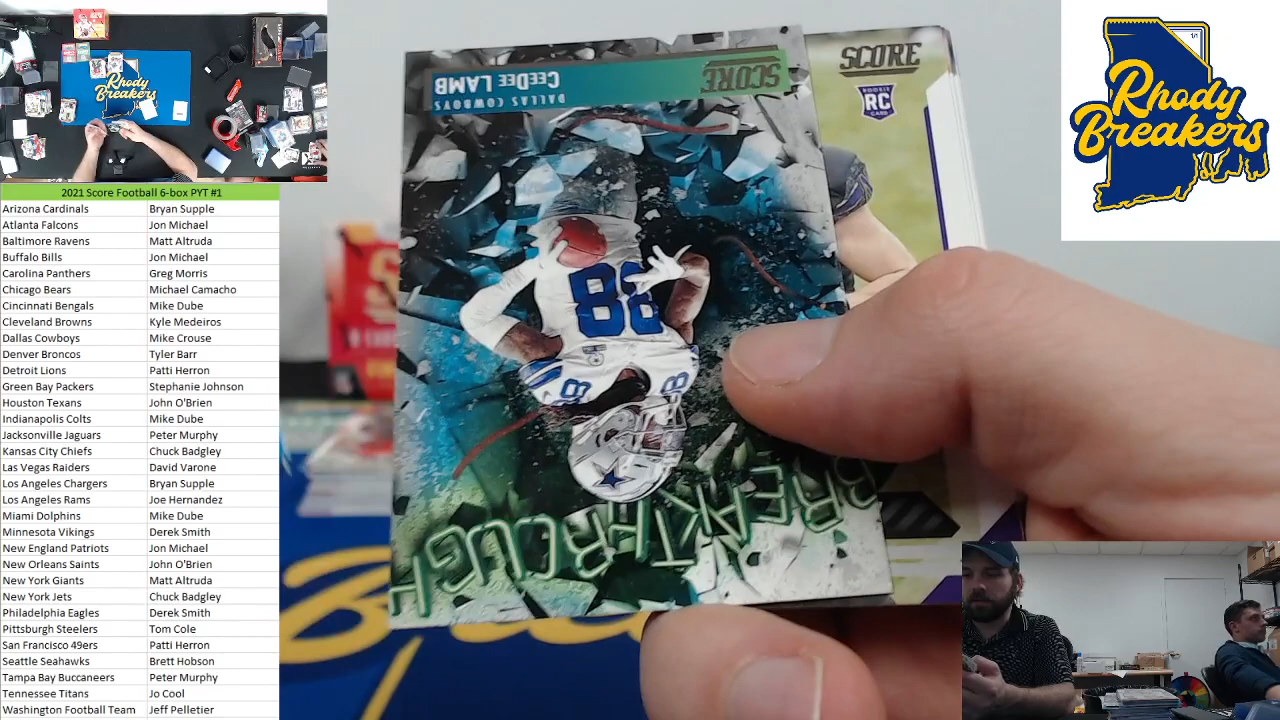 2021 Score Football 6-box PYT #1
Arizona Cardinals Bryan Supple
Atlanta Falcons Jon Michael
Baltimore Ravens Matt Altruda
Buffalo Bills Jon Michael
Carolina Panthers Greg Morris
Chicago Bears Michael Camacho
Cincinnati Bengals Mike Dube
Cleveland Browns Kyle Medeiros
Dallas Cowboys Mike Crouse
Denver Broncos Tyler Barr
Detroit Lions Patti Herron
Green Bay Packers Stephanie Johnson
Houston Texans John O'Brien
Indianapolis Colts Mike Dube
Jacksonville Jaguars Peter Murphy
Kansas City Chiefs Chuck Badgley
Las Vegas Raiders David Varone
Los Angeles Chargers Bryan Supple
Los Angeles Rams Joe Hernandez
Miami Dolphins Mike Dube
Minnesota Vikings Derek Smith
New England Patriots Jon Michael
New Orleans Saints John O'Brien
New York Giants Matt Altruda
New York Jets Chuck Badgley
Philadelphia Eagles Derek Smith
Pittsburgh Steelers Tom Cole
San Francisco 49ers Patti Herron
Seattle Seahawks Brett Hobson
Tampa Bay Buccaneers Peter Murphy
Tennessee Titans Jo Cool
Washington Football Team Jeff Pelletier
Rhody
Breakers
SCORE
CEEDEE LAMB
DALLAS COWBOYS
88
8
8
BREAKTHROUGH
SCORE
ROOKIE
RC
CARD
1/1
Rhody
Breakers